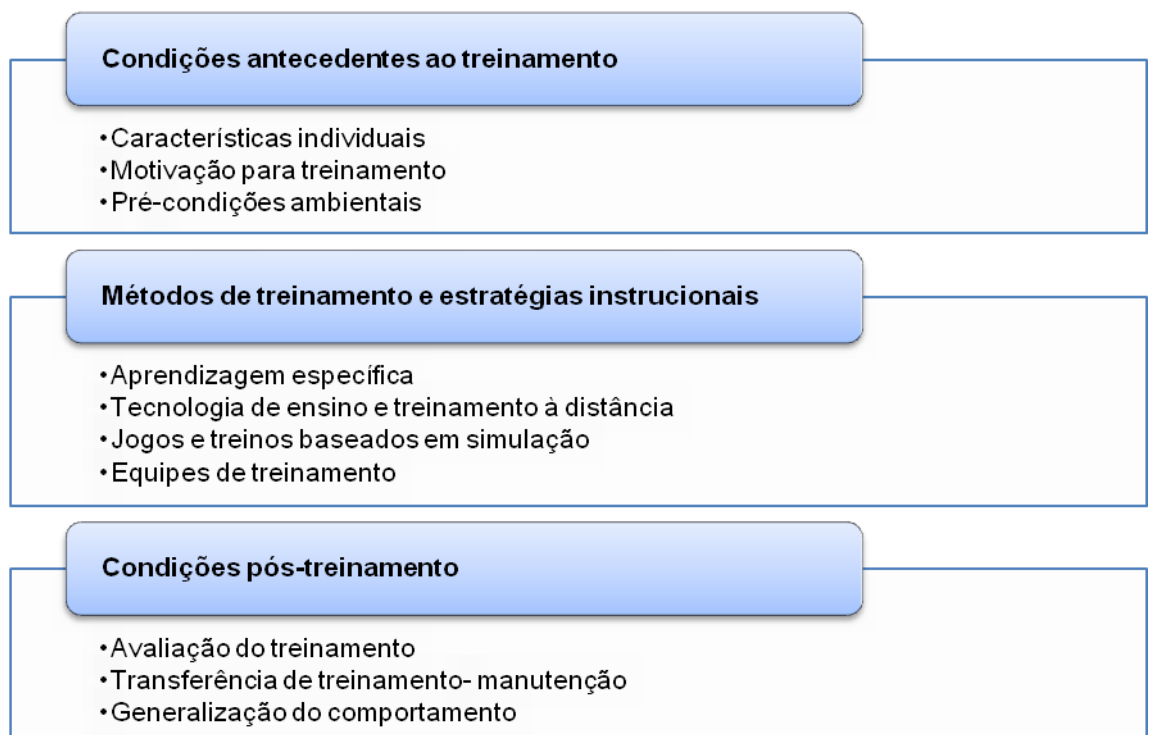 Condições antecedentes ao treinamento
•Características individuais
•Motivação para treinamento
•Pré-condições ambientais
Métodos de treinamento e estratégias instrucionais
•Aprendizagem específica
•Tecnologia de ensino e treinamento à distância
•Jogos e treinos baseados em simulação
•Equipes de treinamento
Condições pós-treinamento
•Avaliação do treinamento
•Transferência de treinamento- manutenção
•Generalização do comportamento